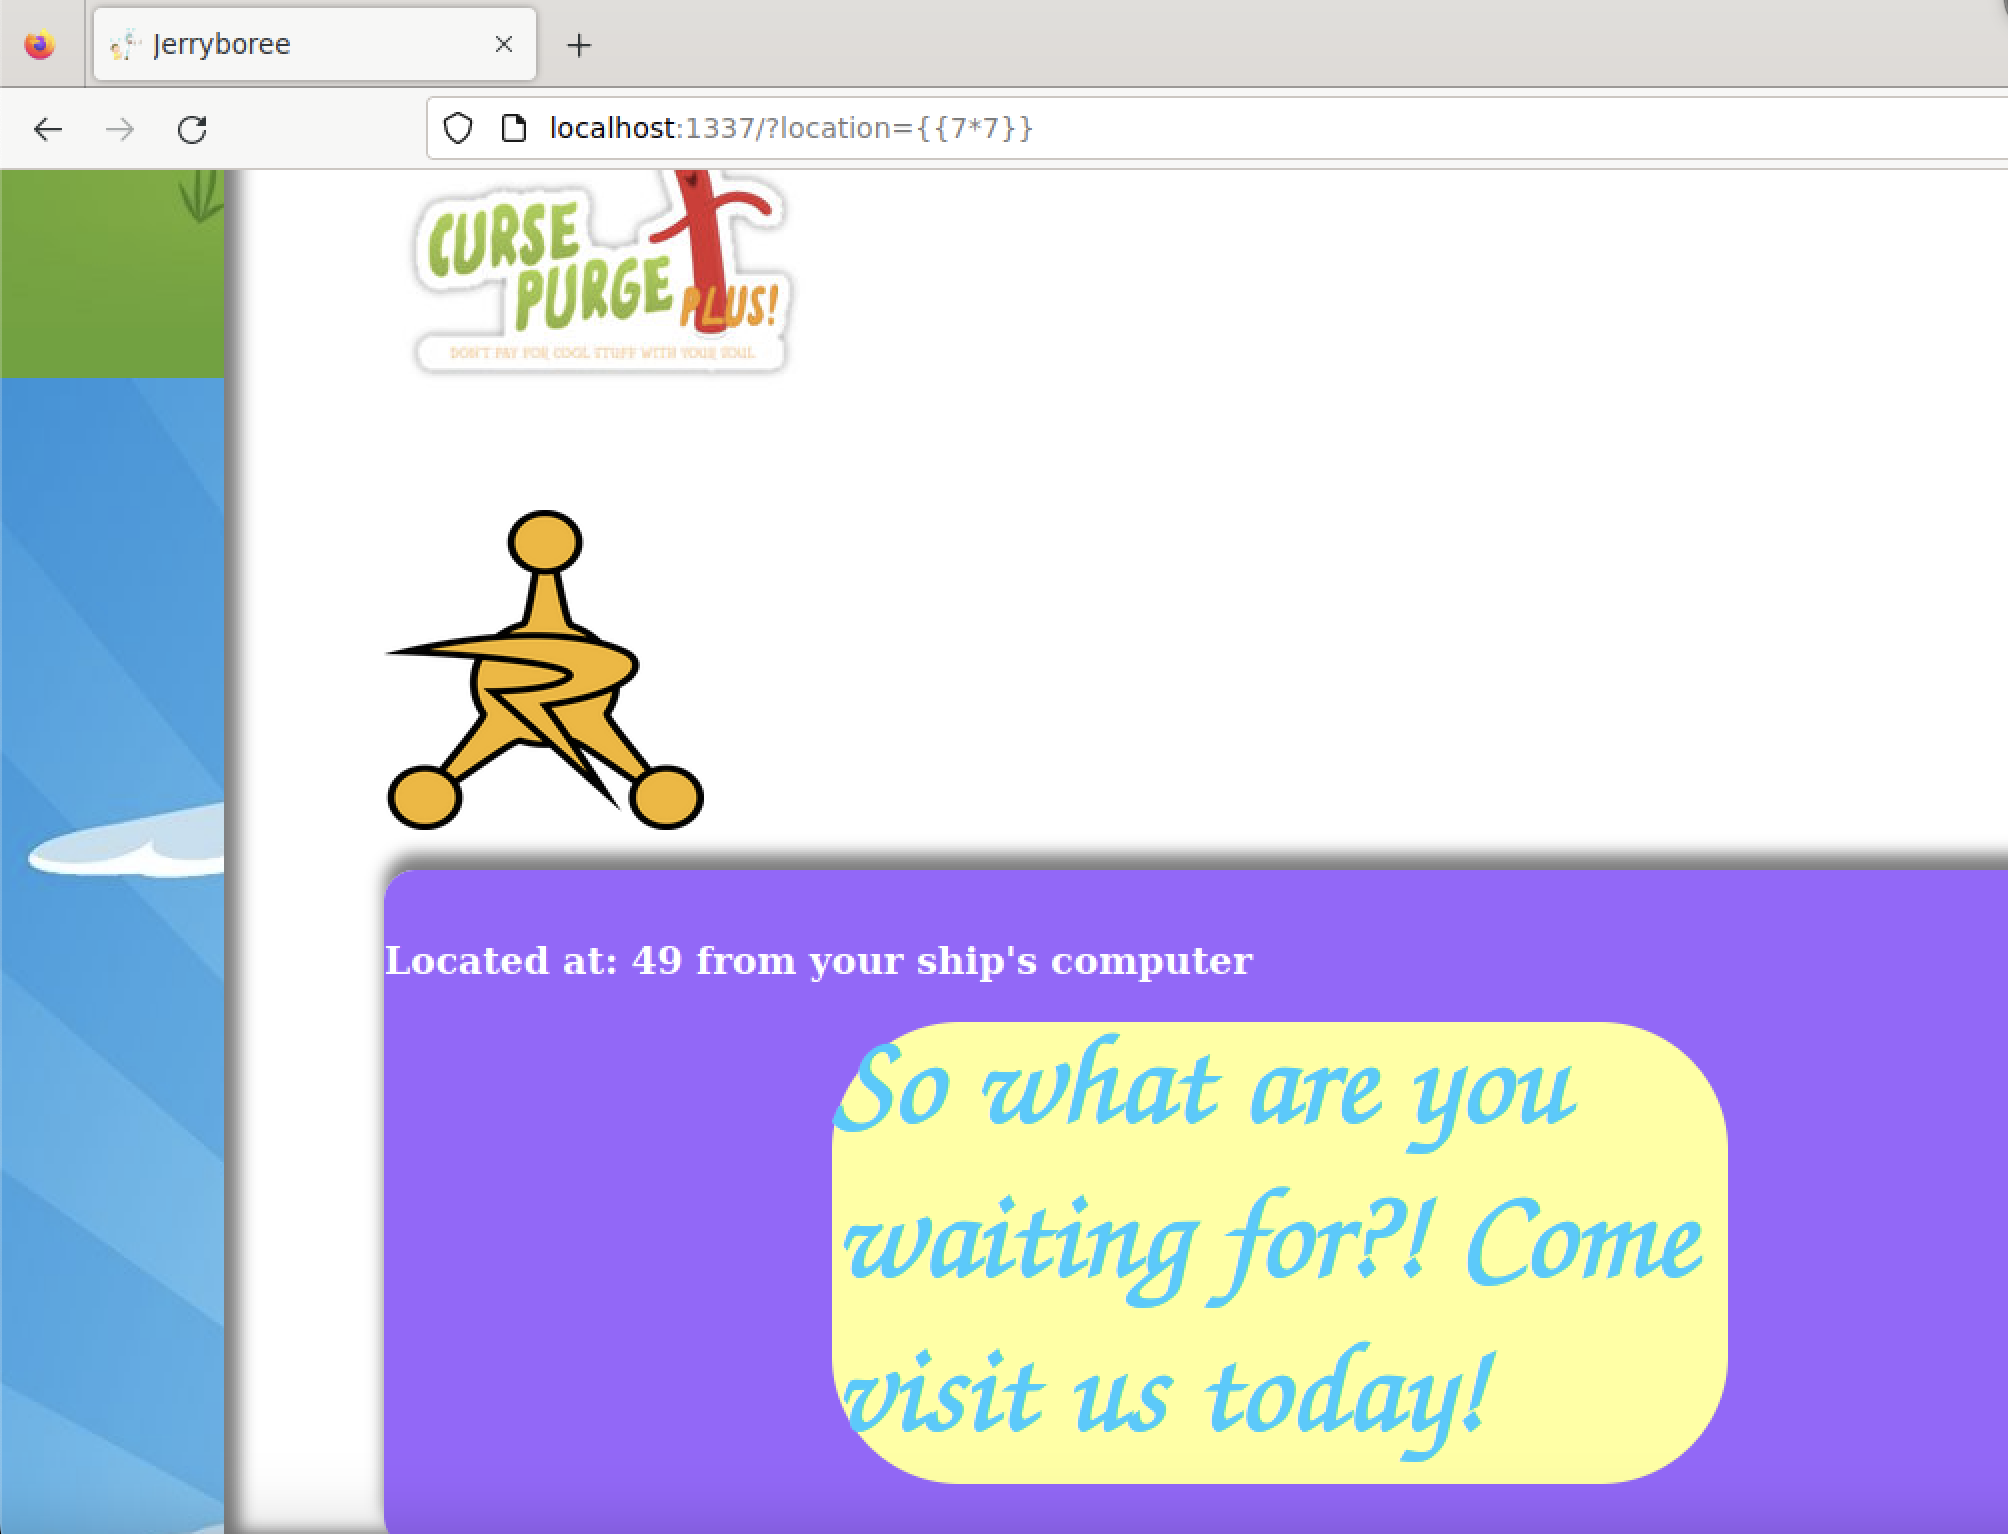 Jerryboree
localhost:1337/?location={{7*7}}
CURSE
PURGE
PLUS!
DON'T PAY FOR COOL STUFF WITH YOUR SOUL
Located at: 49 from your ship's computer
So what are you
waiting for?! Come
visit us today!